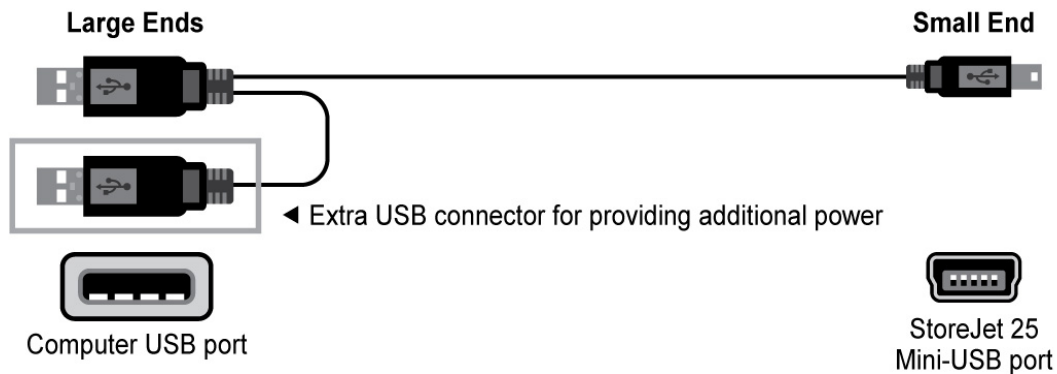 Large Ends
Small End
◄ Extra USB connector for providing additional power
Computer USB port
StoreJet 25
Mini-USB port